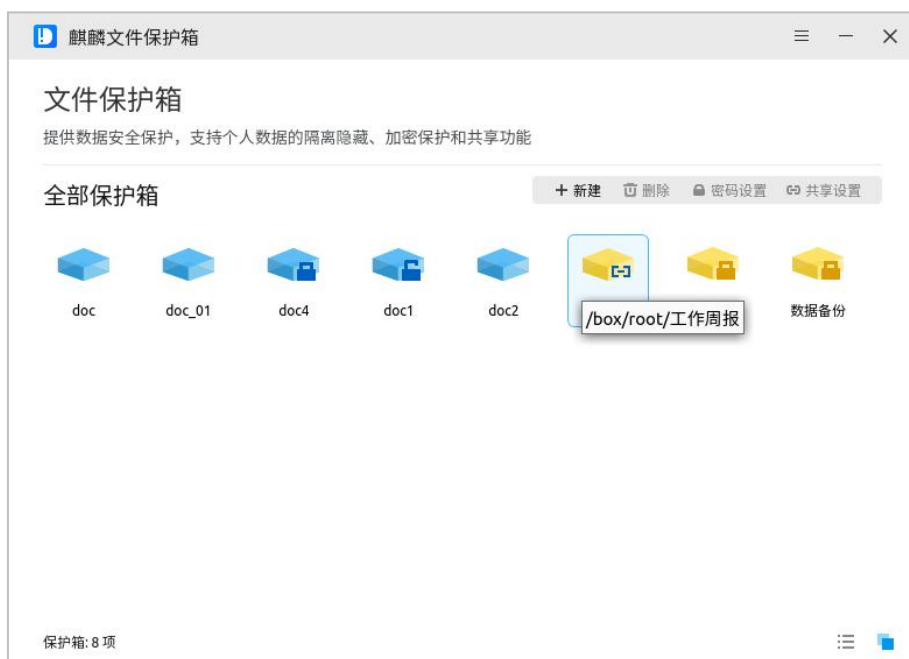 麒麟文件保护箱
文件保护箱
提供数据安全保护，支持个人数据的隔离隐藏、加密保护和共享功能
全部保护箱
新建 删除 密码设置 共享设置
doc doc_01 doc4 doc1 doc2 数据备份
/box/root/工作周报
保护箱: 8 项